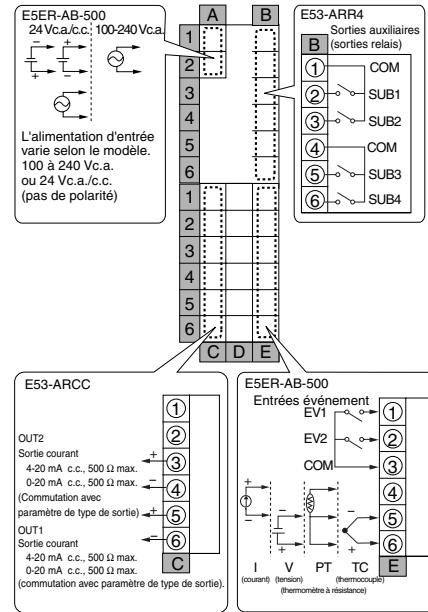 E5ER-AB-500
24 Vc.a./c.c. 100-240 Vc.a.
− + + −
L'alimentation d'entrée
varie selon le modèle.
100 à 240 Vc.a.
ou 24 Vc.a./c.c.
(pas de polarité)
A B
1
2
3
4
5
6
1
2
3
4
5
6
C D E
E53-ARR4
Sorties auxiliaires
(sorties relais)
B
1 COM
2 SUB1
3 SUB2
4 COM
5 SUB3
6 SUB4
E53-ARCC
1
2
3
4
5
6
C
OUT2
Sortie courant +
4-20 mA c.c., 500 Ω max.
0-20 mA c.c., 500 Ω max. −
(Commutation avec
paramètre de type de sortie) +
OUT1
Sortie courant −
4-20 mA c.c., 500 Ω max.
0-20 mA c.c., 500 Ω max.
(commutation avec paramètre de type de sortie).
E5ER-AB-500
Entrées événement
EV1 1
EV2 2
COM 3
4
5
6
E
+ − − +
− + − +
I V PT TC
(courant) (tension) (thermocouple)
(thermomètre à résistance)